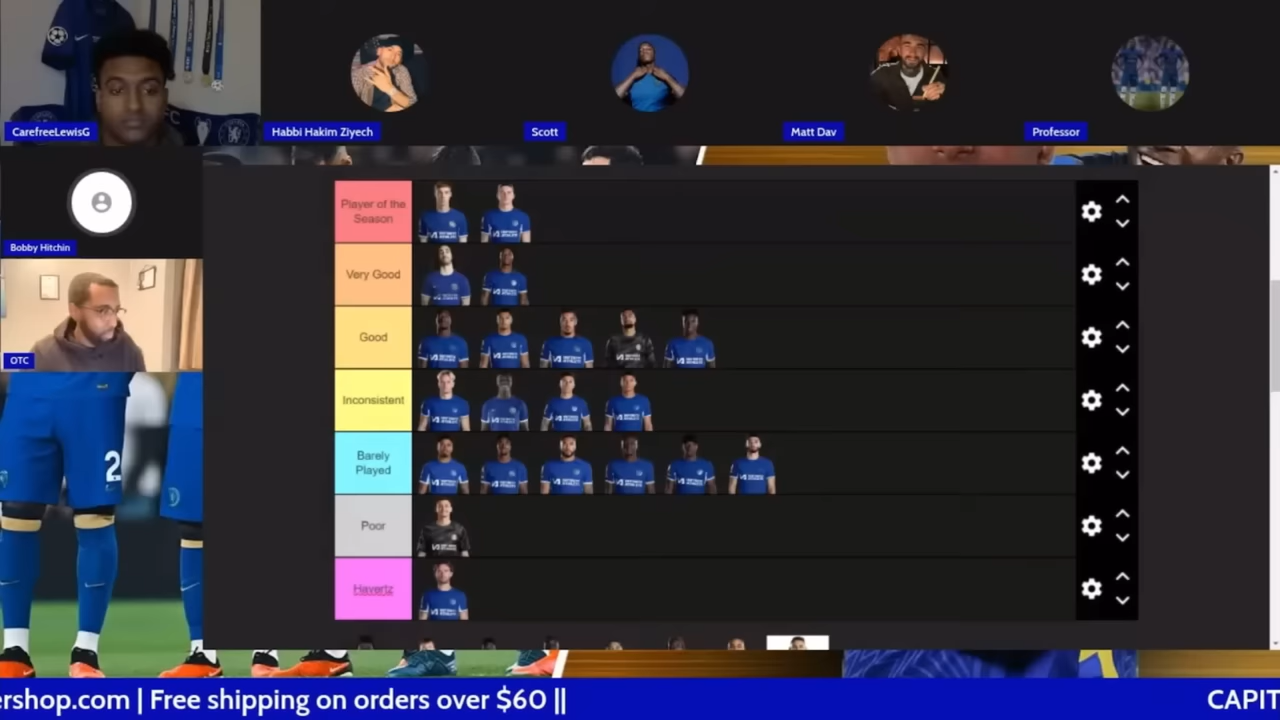 CarefreeLewisG
Habbi Hakim Ziyech
Scott
Matt Dav
Professor
Bobby Hitchin
OTC
Player of the
Season
Very Good
Good
Inconsistent
Barely
Played
Poor
Havertz
2
ershop.com | Free shipping on orders over $60 ||
CAPIT